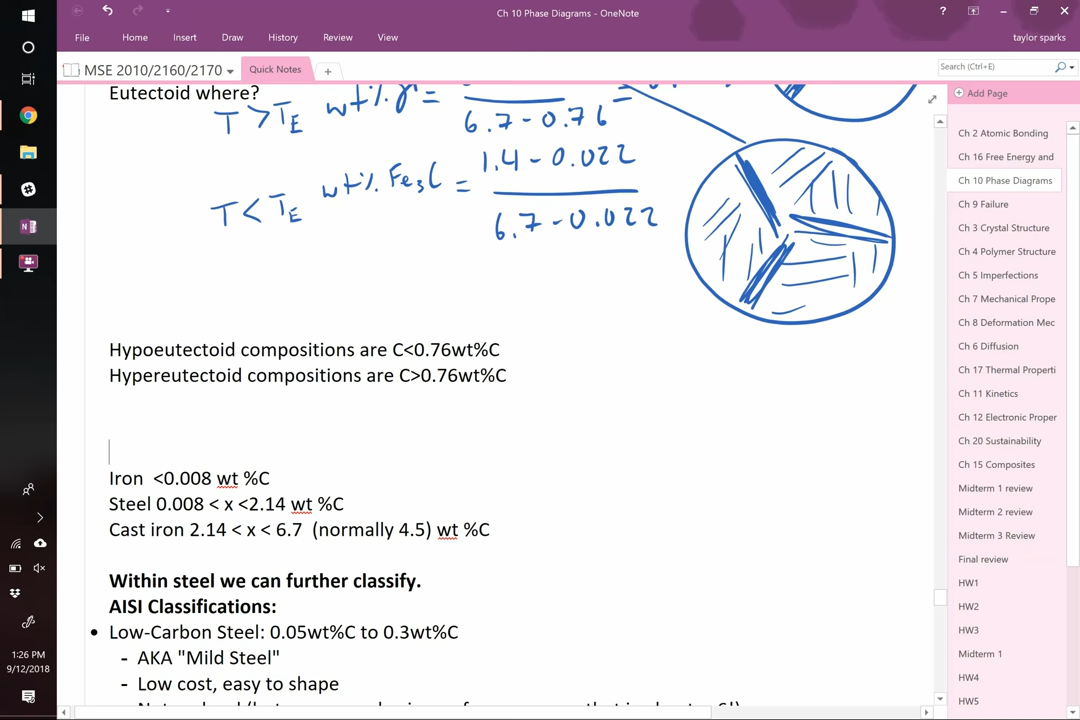 Ch 10 Phase Diagrams - OneNote
File Home Insert Draw History Review View
taylor sparks
MSE 2010/2160/2170
Quick Notes
Search (Ctrl+E)
Add Page
Eutectoid where?
T > TE wt% γ =
6.7 - 0.76
T < TE wt% Fe3C = 1.4 - 0.022
6.7 - 0.022
Hypoeutectoid compositions are C<0.76wt%C
Hypereutectoid compositions are C>0.76wt%C
Iron <0.008 wt %C
Steel 0.008 < x <2.14 wt %C
Cast iron 2.14 < x < 6.7 (normally 4.5) wt %C
Within steel we can further classify.
AISI Classifications:
• Low-Carbon Steel: 0.05wt%C to 0.3wt%C
- AKA "Mild Steel"
- Low cost, easy to shape
Ch 2 Atomic Bonding
Ch 16 Free Energy and
Ch 10 Phase Diagrams
Ch 9 Failure
Ch 3 Crystal Structure
Ch 4 Polymer Structure
Ch 5 Imperfections
Ch 7 Mechanical Prope
Ch 8 Deformation Mec
Ch 6 Diffusion
Ch 17 Thermal Properti
Ch 11 Kinetics
Ch 12 Electronic Proper
Ch 20 Sustainability
Ch 15 Composites
Midterm 1 review
Midterm 2 review
Midterm 3 Review
Final review
HW1
HW2
HW3
Midterm 1
HW4
HW5
1:26 PM
9/12/2018